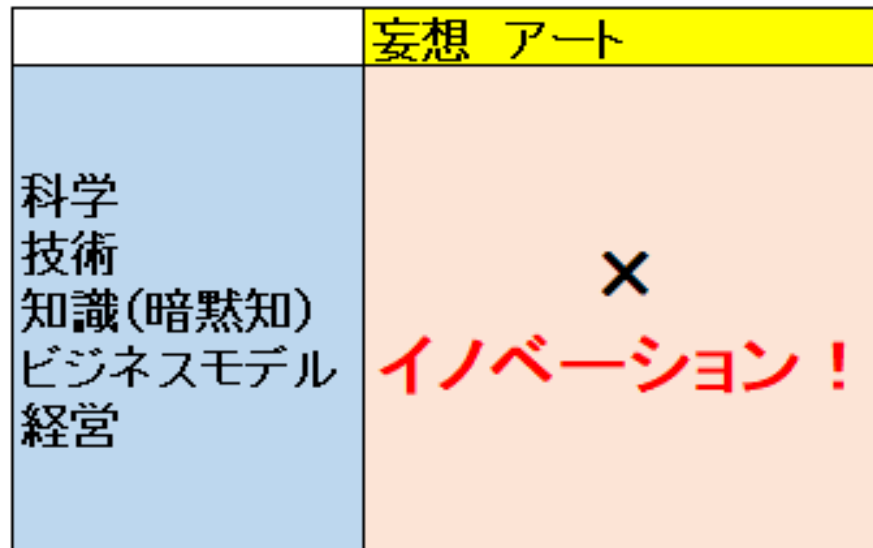 妄想 アート
科学
技術
知識(暗黙知)
ビジネスモデル
経営
×
イノベーション！